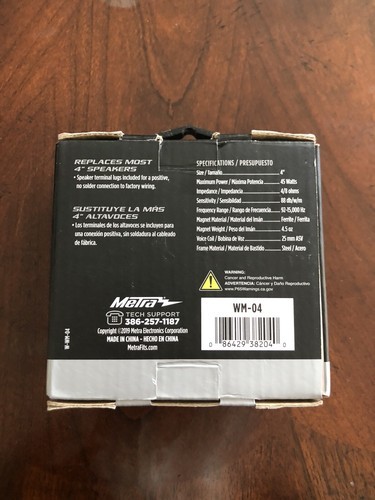 REPLACES MOST
4" SPEAKERS
• Speaker terminal lugs included for a positive,
no solder connection to factory wiring.
SUSTITUYE LA MÁS
4" ALTAVOCES
• Los terminales de los altavoces se incluyen para
una conexión positiva, sin soldadura al cableado
de fábrica.
SPECIFICATIONS / PRESUPUESTO
Size / Tamaño 4"
Maximum Power / Máxima Potencia 45 Watts
Impedance / Impedancia 4/8 ohms
Sensitivity / Sensibilidad 88 db/w/m
Frequency Range / Rango de Frecuencia 92-15,000 Hz
Magnet Material / Material del Imán Ferrite / Ferrita
Magnet Weight / Peso del Imán 4.5 oz
Voice Coil / Bobina de Voz 25 mm ASV
Frame Material / Material de Bastido Steel / Acero
WARNING:
Cancer and Reproductive Harm
ADVERTENCIA: Cáncer y Daño Reproductivo
www.P65Warnings.ca.gov
Metra
TECH SUPPORT
386-257-1187
Copyright ©2019 Metra Electronics Corporation
MADE IN CHINA - HECHO EN CHINA
MetraFits.com
WM-04
0 86429 38204 0
W-WM-04